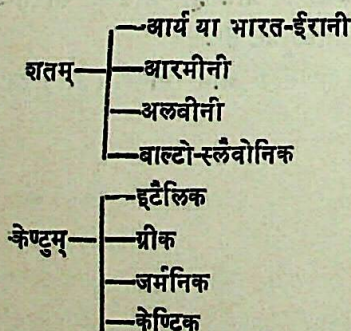 आर्य या भारत-ईरानी
शतम्
आरमीनी
अलबीनी
बाल्टो-स्लैवोनिक
इटैलिक
केण्टुम्
ग्रीक
जर्मनिक
केण्टिक